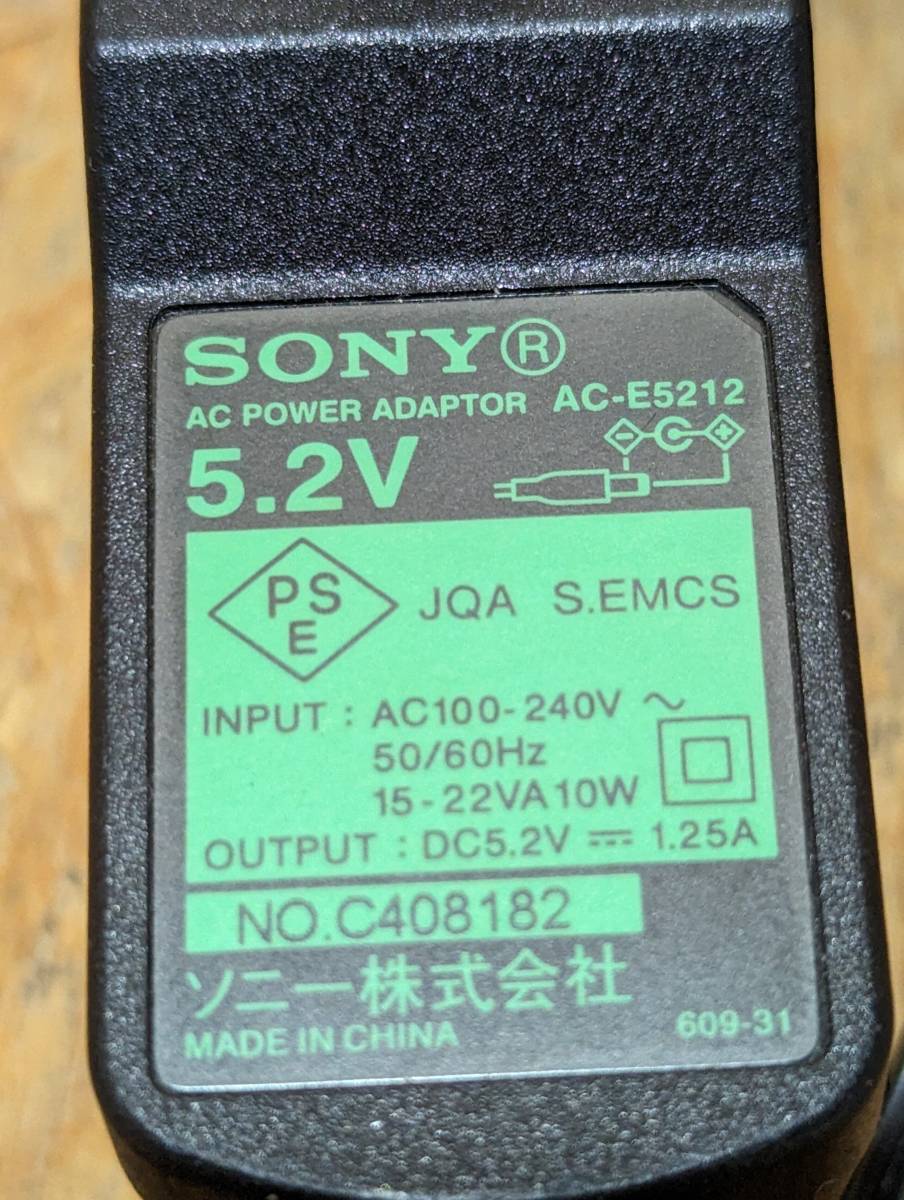 SONY®
AC POWER ADAPTOR AC-E5212
5.2V
PSE JQA S.EMCS
INPUT : AC100-240V ~
50/60Hz
15-22VA 10W
OUTPUT : DC5.2V ⎓ 1.25A
NO.C408182
ソニー株式会社
MADE IN CHINA 609-31